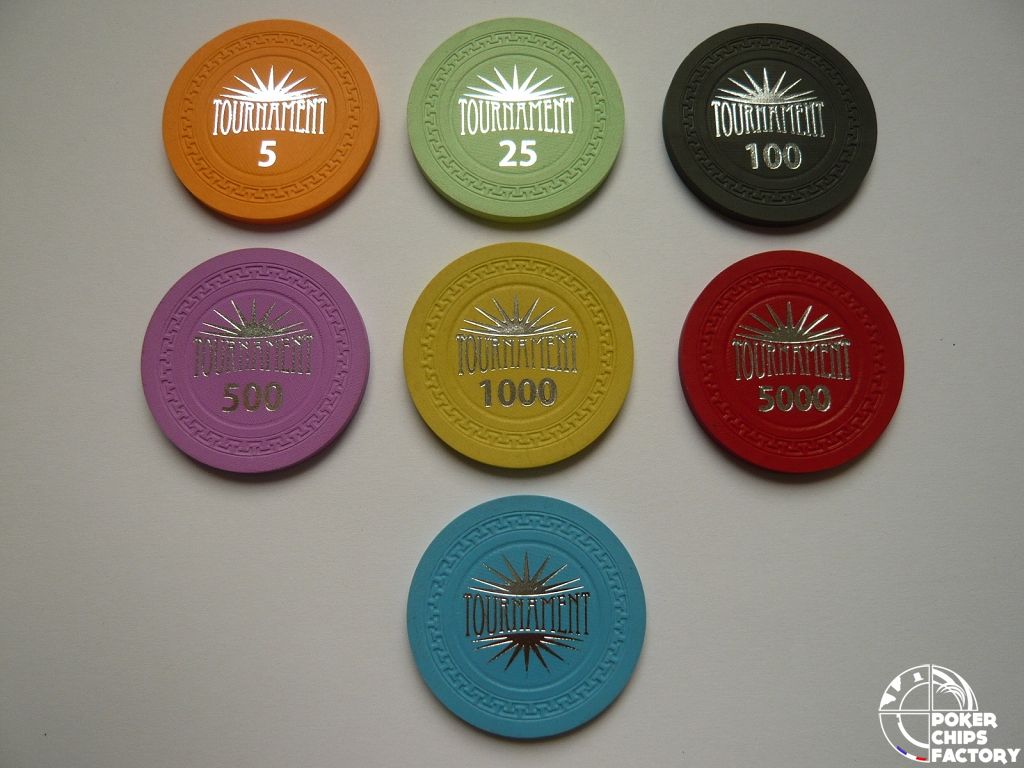 TOURNAMENT
5
TOURNAMENT
25
TOURNAMENT
100
TOURNAMENT
500
TOURNAMENT
1000
TOURNAMENT
5000
TOURNAMENT
POKER
CHIPS
FACTORY